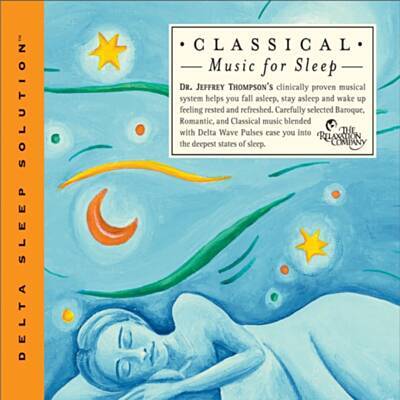 DELTA SLEEP SOLUTION™
· CLASSICAL ·
Music for Sleep
DR. JEFFREY THOMPSON'S clinically proven musical
system helps you fall asleep, stay asleep and wake up
feeling rested and refreshed. Carefully selected Baroque,
Romantic, and Classical music blended
with Delta Wave Pulses ease you into
the deepest states of sleep.
THE
RELAXATION
COMPANY